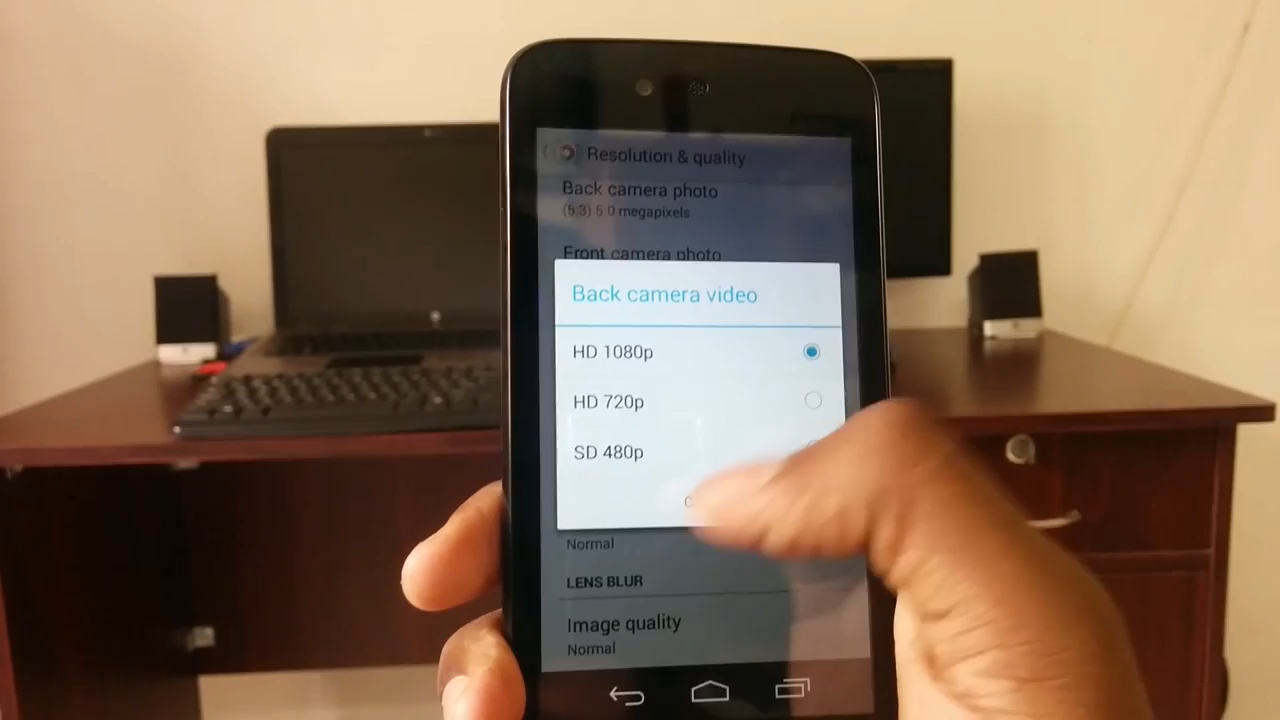 Resolution & quality
Back camera photo
(5:3) 5.0 megapixels
Front camera photo
Back camera video
HD 1080p
HD 720p
SD 480p
Normal
LENS BLUR
Image quality
Normal